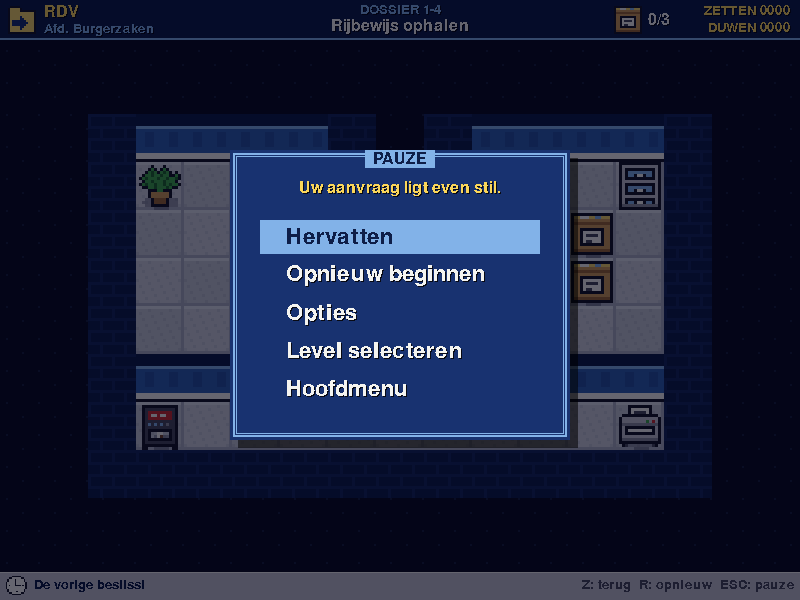 RDV
Afd. Burgerzaken
DOSSIER 1-4
Rijbewijs ophalen
0/3
ZETTEN 0000
DUWEN 0000
PAUZE
Uw aanvraag ligt even stil.
Hervatten
Opnieuw beginnen
Opties
Level selecteren
Hoofdmenu
De vorige beslissi
Z: terug R: opnieuw ESC: pauze